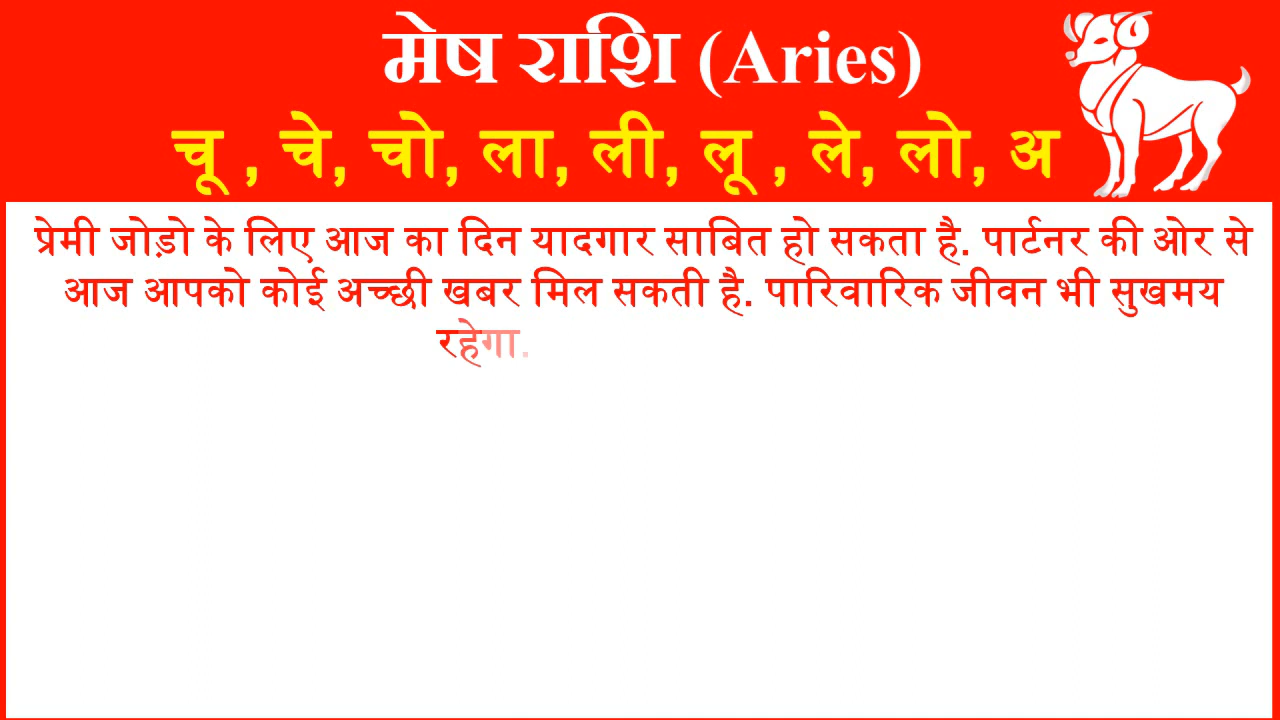 मेष राशि (Aries)
चू , चे, चो, ला, ली, लू , ले, लो, अ
प्रेमी जोड़ो के लिए आज का दिन यादगार साबित हो सकता है. पार्टनर की ओर से
आज आपको कोई अच्छी खबर मिल सकती है. पारिवारिक जीवन भी सुखमय
रहेगा.